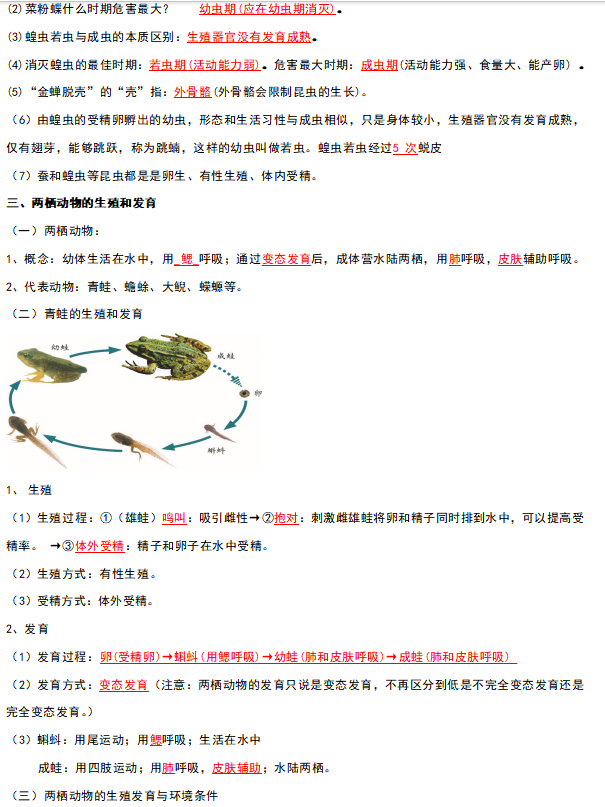 (2)菜粉蝶什么时期危害最大？ 幼虫期(应在幼虫期消灭)。
(3)蝗虫若虫与成虫的本质区别：生殖器官没有发育成熟。
(4)消灭蝗虫的最佳时期：若虫期(活动能力弱)。危害最大时期：成虫期(活动能力强、食量大、能产卵) 。
(5)“金蝉脱壳”的“壳”指：外骨骼(外骨骼会限制昆虫的生长)。
（6）由蝗虫的受精卵孵出的幼虫，形态和生活习性与成虫相似，只是身体较小，生殖器官没有发育成熟，
仅有翅芽，能够跳跃，称为跳蝻，这样的幼虫叫做若虫。蝗虫若虫经过5 次蜕皮
（7）蚕和蝗虫等昆虫都是是卵生、有性生殖、体内受精。
三、两栖动物的生殖和发育
（一）两栖动物：
1、概念：幼体生活在水中，用 鳃 呼吸；通过变态发育后，成体营水陆两栖，用肺呼吸，皮肤辅助呼吸。
2、代表动物：青蛙、蟾蜍、大鲵、蝾螈等。
（二）青蛙的生殖和发育
幼蛙
成蛙
卵
蝌蚪
1、 生殖
（1）生殖过程：①（雄蛙）鸣叫：吸引雌性→②抱对：刺激雌雄蛙将卵和精子同时排到水中，可以提高受
精率。 →③体外受精：精子和卵子在水中受精。
（2）生殖方式：有性生殖。
（3）受精方式：体外受精。
2、发育
（1）发育过程：卵(受精卵)→蝌蚪(用鳃呼吸)→幼蛙(肺和皮肤呼吸)→成蛙(肺和皮肤呼吸)
（2）发育方式：变态发育（注意：两栖动物的发育只说是变态发育，不再区分到低是不完全变态发育还是
完全变态发育。）
（3）蝌蚪：用尾运动；用鳃呼吸；生活在水中
成蛙：用四肢运动；用肺呼吸，皮肤辅助；水陆两栖。
（三）两栖动物的生殖发育与环境条件